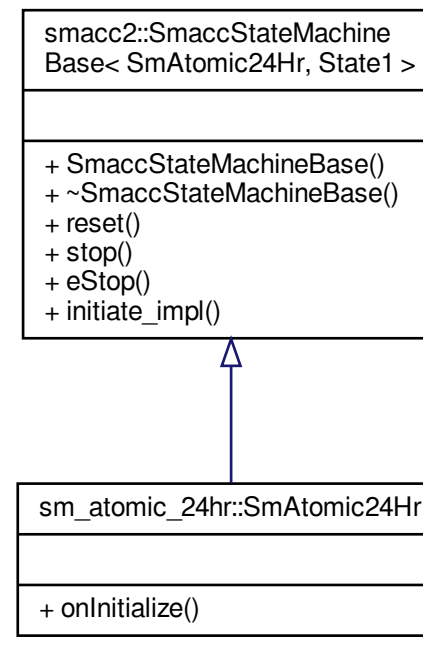 smacc2::SmaccStateMachine
Base< SmAtomic24Hr, State1 >
+ SmaccStateMachineBase()
+ ~SmaccStateMachineBase()
+ reset()
+ stop()
+ eStop()
+ initiate_impl()
sm_atomic_24hr::SmAtomic24Hr
+ onInitialize()